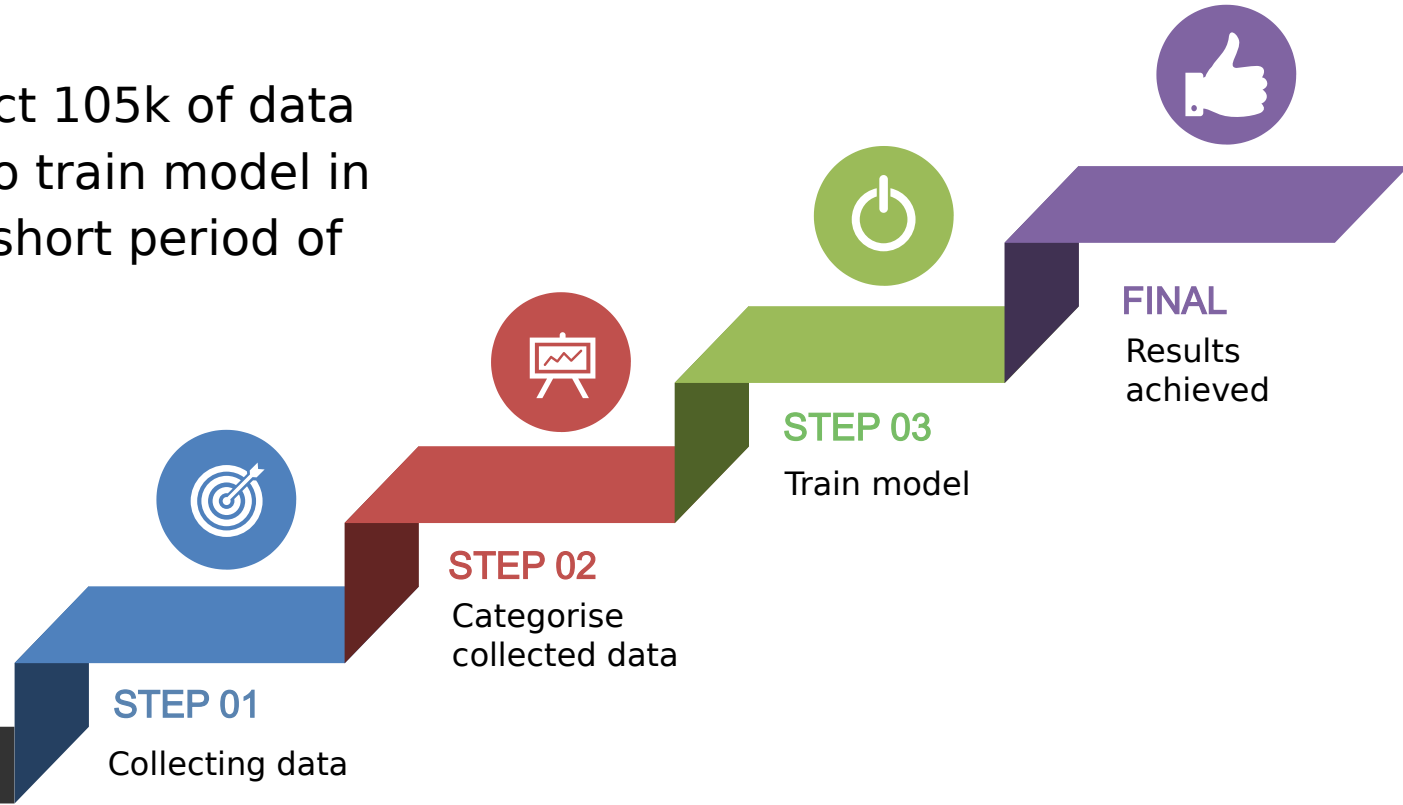 ct 105k of data
o train model in
short period of
FINAL
Results
achieved
STEP 03
Train model
STEP 02
Categorise
collected data
STEP 01
Collecting data